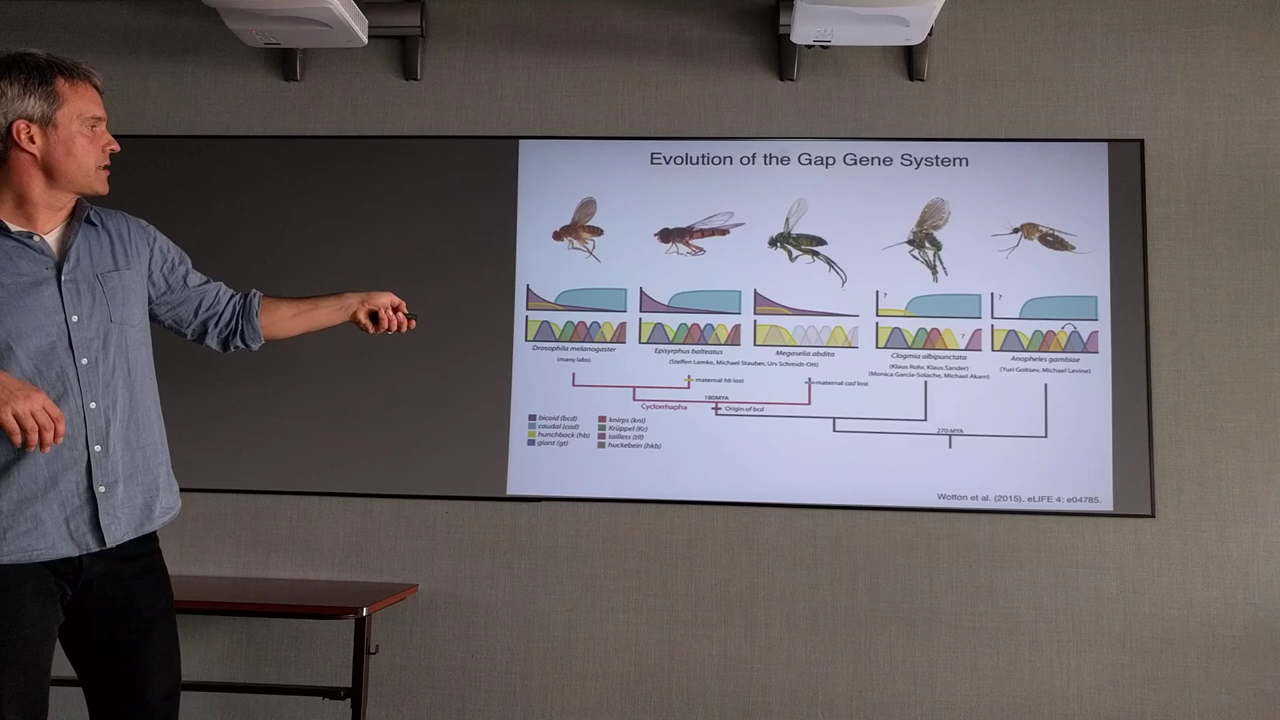 Evolution of the Gap Gene System
?
?
?
Drosophila melanogaster
(many labs)
Episyrphus balteatus
Megaselia abdita
(Steffen Lemke, Michael Stauber, Urs Schmidt-Ott)
Clogmia albipunctata
(Klaus Rohr, Klaus Sander)
(Monica García-Solache, Michael Akam)
Anopheles gambiae
(Yuri Goltsev, Michael Levine)
maternal hb lost
maternal cad lost
180MYA
Cyclorrhapha
Origin of bcd
270 MYA
bicoid (bcd)
caudal (cad)
hunchback (hb)
giant (gt)
knirps (kni)
Krüppel (Kr)
tailless (tll)
huckebein (hkb)
Wotton et al. (2015). eLIFE 4: e04785.